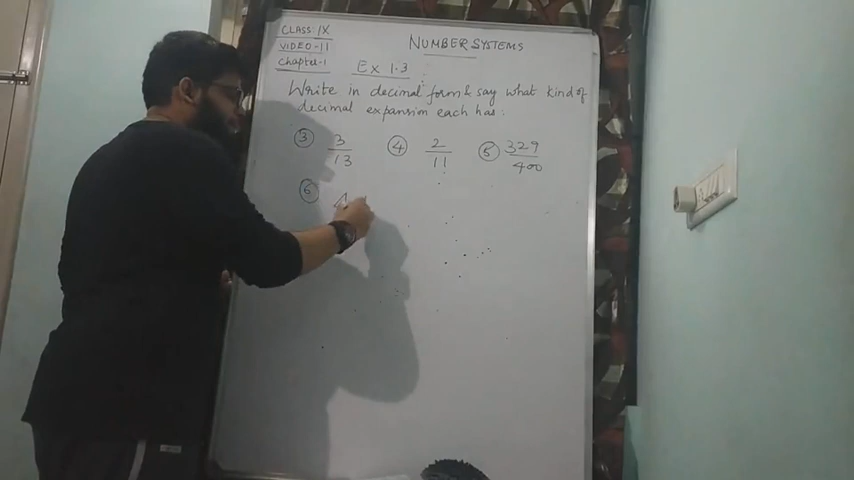 CLASS: IX
VIDEO-11
Chapter-1
NUMBER SYSTEMS
Ex 1.3
Write in decimal form & say what kind of
decimal expansion each has:
③ 3/13 ④ 2/11 ⑤ 329/400
⑥ 4